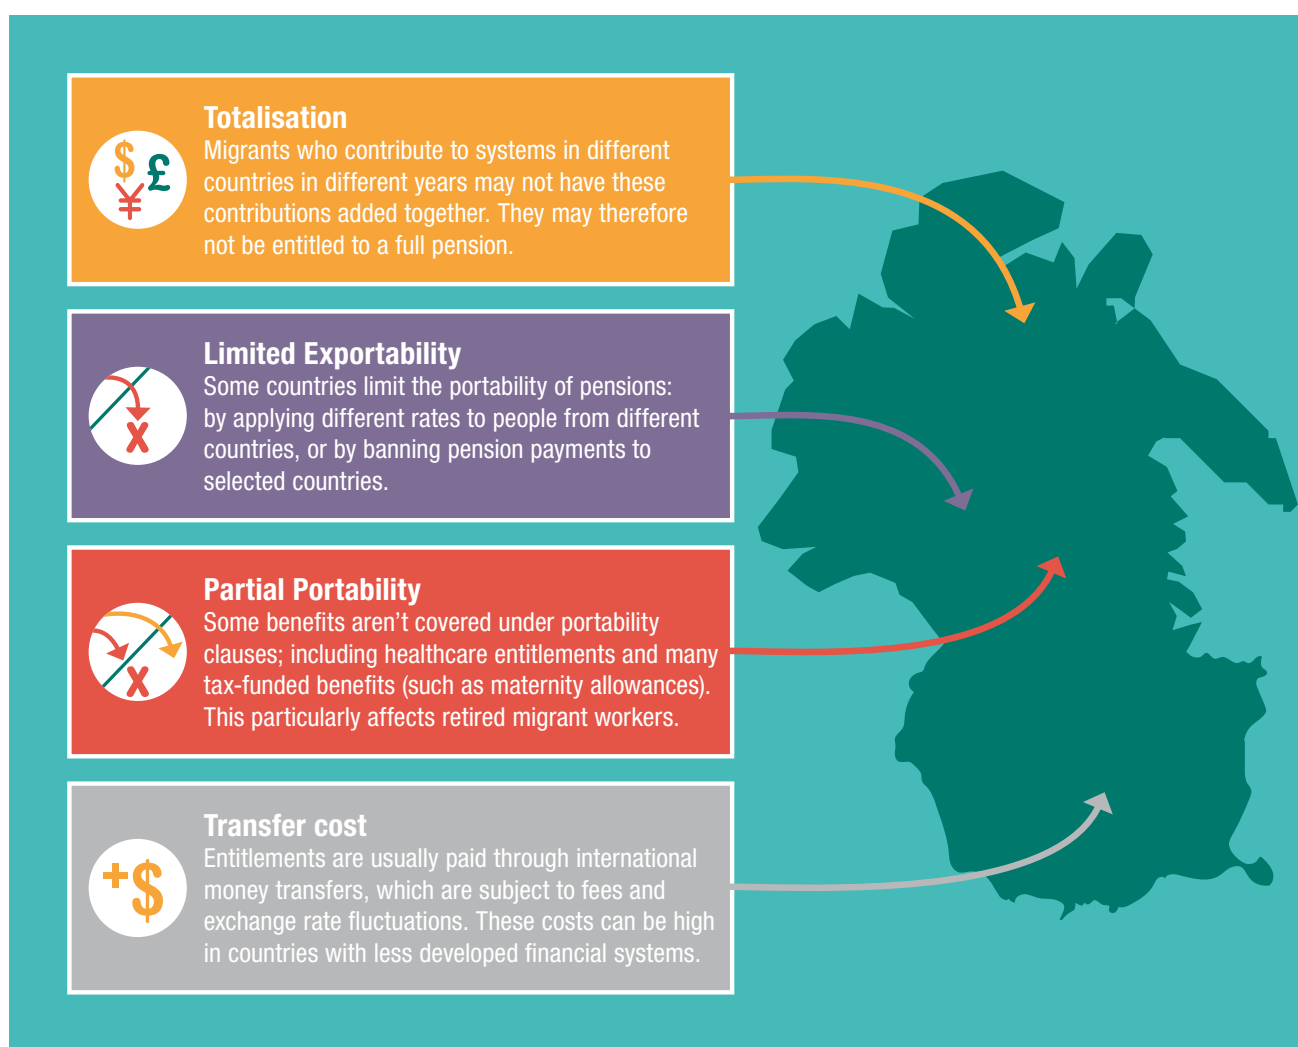 Totalisation
Migrants who contribute to systems in different
countries in different years may not have these
contributions added together. They may therefore
not be entitled to a full pension.
$
£
¥
Limited Exportability
Some countries limit the portability of pensions:
by applying different rates to people from different
countries, or by banning pension payments to
selected countries.
X
Partial Portability
Some benefits aren’t covered under portability
clauses; including healthcare entitlements and many
tax-funded benefits (such as maternity allowances).
This particularly affects retired migrant workers.
X
Transfer cost
Entitlements are usually paid through international
money transfers, which are subject to fees and
exchange rate fluctuations. These costs can be high
in countries with less developed financial systems.
+$